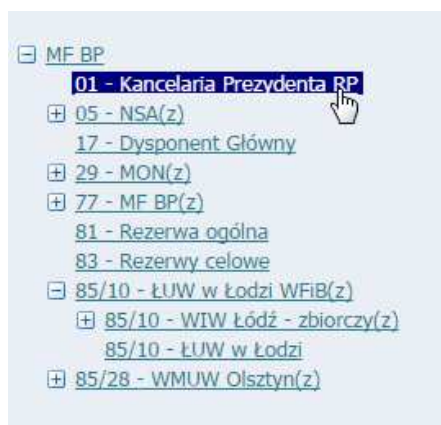 MF BP
01 - Kancelaria Prezydenta RP
05 - NSA(z)
17 - Dysponent Główny
29 - MON(z)
77 - MF BP(z)
81 - Rezerwa ogólna
83 - Rezerwy celowe
85/10 - ŁUW w Łodzi WFiB(z)
85/10 - WIW Łódź - zbiorczy(z)
85/10 - ŁUW w Łodzi
85/28 - WMUW Olsztyn(z)